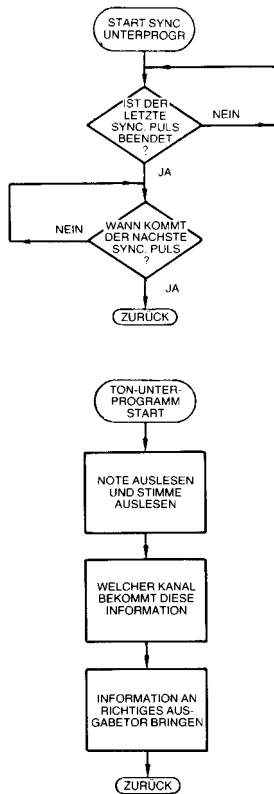 START SYNC.
UNTERPROGR.
IST DER
LETZTE
SYNC. PULS
BEENDET
?
NEIN
JA
WANN KOMMT
DER NÄCHSTE
SYNC. PULS
?
NEIN
JA
ZURÜCK
TON-UNTER-
PROGRAMM
START
NOTE AUSLESEN
UND STIMME
AUSLESEN
WELCHER KANAL
BEKOMMT DIESE
INFORMATION
INFORMATION AN
RICHTIGES AUS-
GABETOR BRINGEN
ZURÜCK